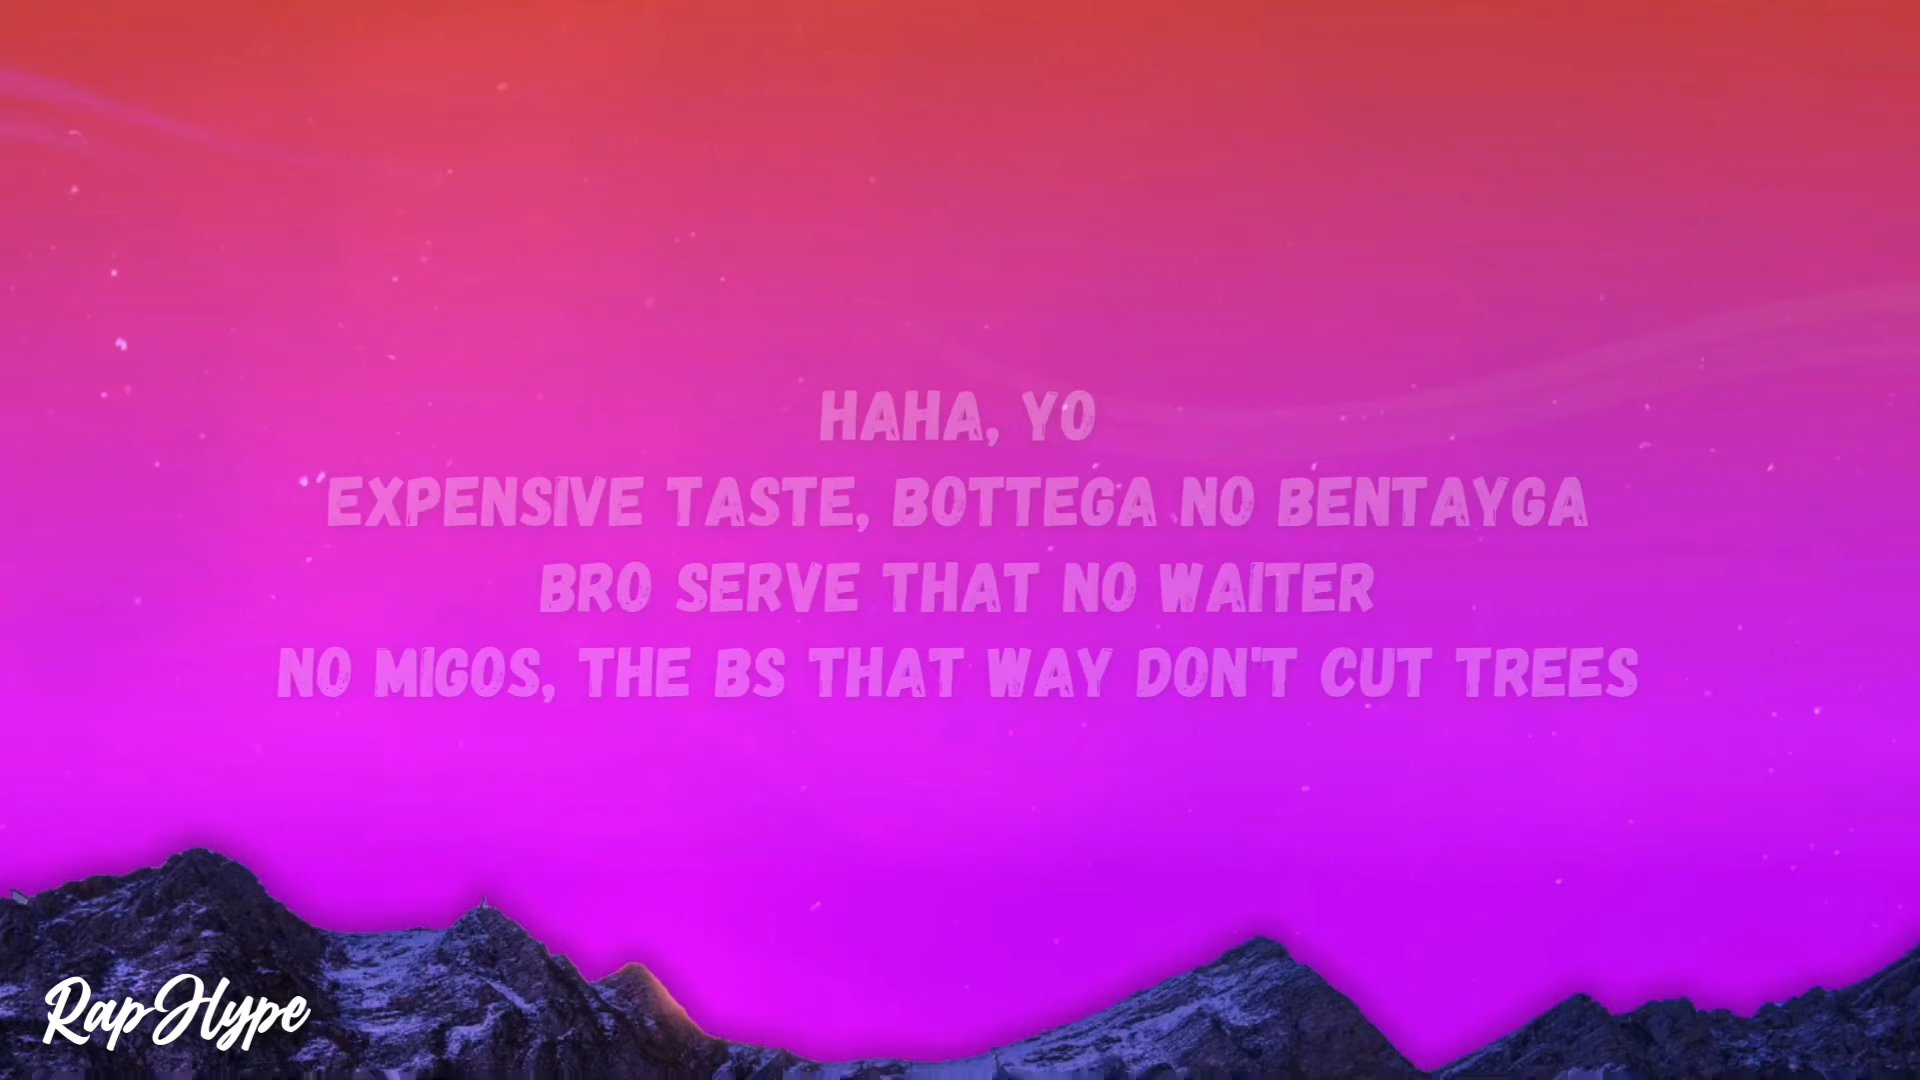 HAHA, YO
EXPENSIVE TASTE, BOTTEGA NO BENTAYGA
BRO SERVE THAT NO WAITER
NO MIGOS, THE BS THAT WAY DON'T CUT TREES
RapHype